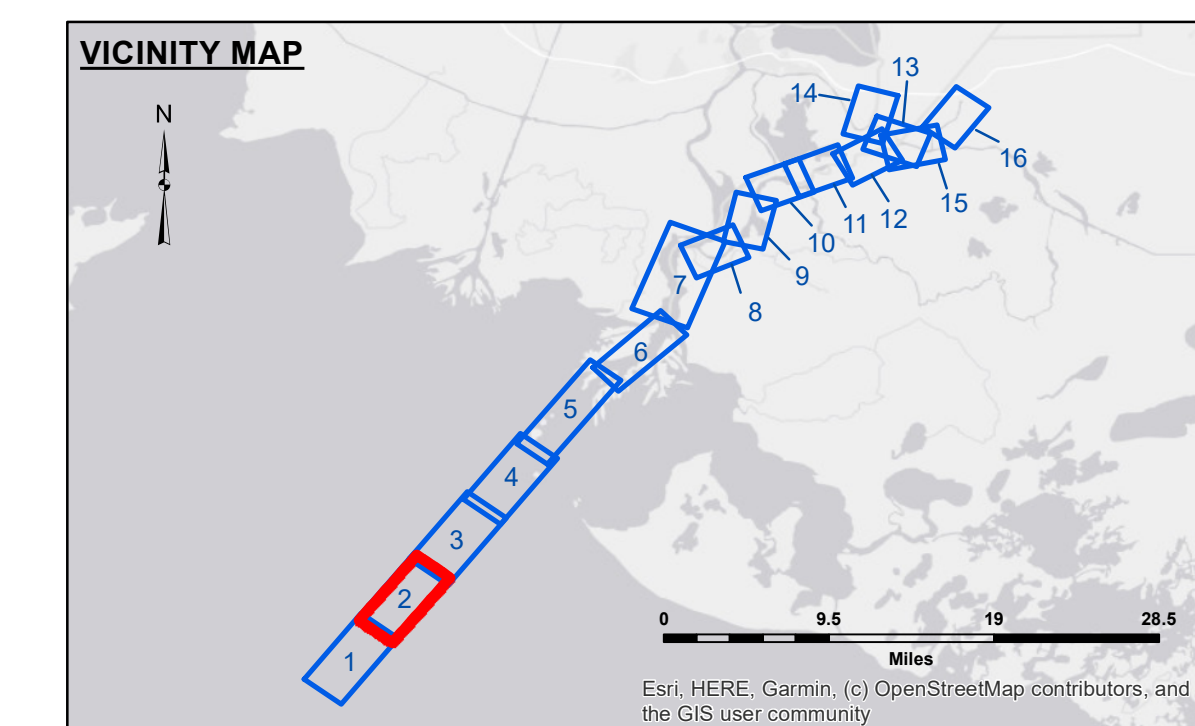 VICINITY MAP
N
13
14
16
15
12
11
10
9
8
7
6
5
4
3
2
1
0 9.5 19 28.5
Miles
Esri, HERE, Garmin, (c) OpenStreetMap contributors, and
the GIS user community